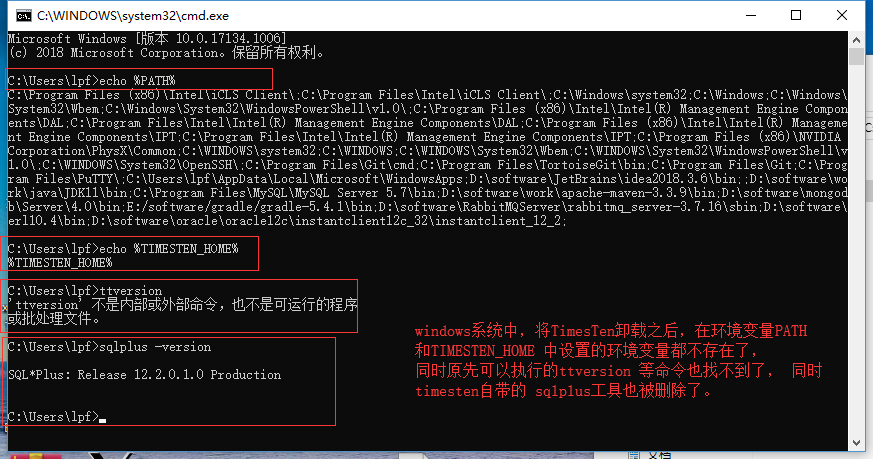 C:\WINDOWS\system32\cmd.exe
Microsoft Windows [版本 10.0.17134.1006]
(c) 2018 Microsoft Corporation。保留所有权利。
C:\Users\lpf>echo %PATH%
C:\Program Files (x86)\Intel\iCLS Client\;C:\Program Files\Intel\iCLS Client\;C:\Windows\system32;C:\Windows;C:\Windows\
System32\Wbem;C:\Windows\System32\WindowsPowerShell\v1.0\;C:\Program Files (x86)\Intel\Intel(R) Management Engine Compon
ents\DAL;C:\Program Files\Intel\Intel(R) Management Engine Components\DAL;C:\Program Files (x86)\Intel\Intel(R) Manageme
nt Engine Components\IPT;C:\Program Files\Intel\Intel(R) Management Engine Components\IPT;C:\Program Files (x86)\NVIDIA
Corporation\PhysX\Common;C:\WINDOWS\system32;C:\WINDOWS;C:\WINDOWS\System32\Wbem;C:\WINDOWS\System32\WindowsPowerShell\v
1.0\;C:\WINDOWS\System32\OpenSSH\;C:\Program Files\Git\cmd;C:\Program Files\TortoiseGit\bin;C:\Program Files\Git;C:\Prog
ram Files\PuTTY\;C:\Users\lpf\AppData\Local\Microsoft\WindowsApps;D:\software\JetBrains\idea2018.3.6\bin;;D:\software\wo
rk\java\JDK11\bin;C:\Program Files\MySQL\MySQL Server 5.7\bin;D:\software\work\apache-maven-3.3.9\bin;D:\software\mongod
b\Server\4.0\bin;E:/software/gradle/gradle-5.4.1\bin;D:\software\RabbitMQServer\rabbitmq_server-3.7.16\sbin;D:\software\
erl10.4\bin;D:\software\oracle\oracle12c\instantclient12c_32\instantclient_12_2;
C:\Users\lpf>echo %TIMESTEN_HOME%
%TIMESTEN_HOME%
C:\Users\lpf>ttversion
'ttversion' 不是内部或外部命令，也不是可运行的程序
或批处理文件。
C:\Users\lpf>sqlplus -version
SQL*Plus: Release 12.2.0.1.0 Production
C:\Users\lpf>
windows系统中，将TimesTen卸载之后，在环境变量PATH
和TIMESTEN_HOME 中设置的环境变量都不存在了，
同时原先可以执行的ttversion 等命令也找不到了， 同时
timesten自带的 sqlplus工具也被删除了。